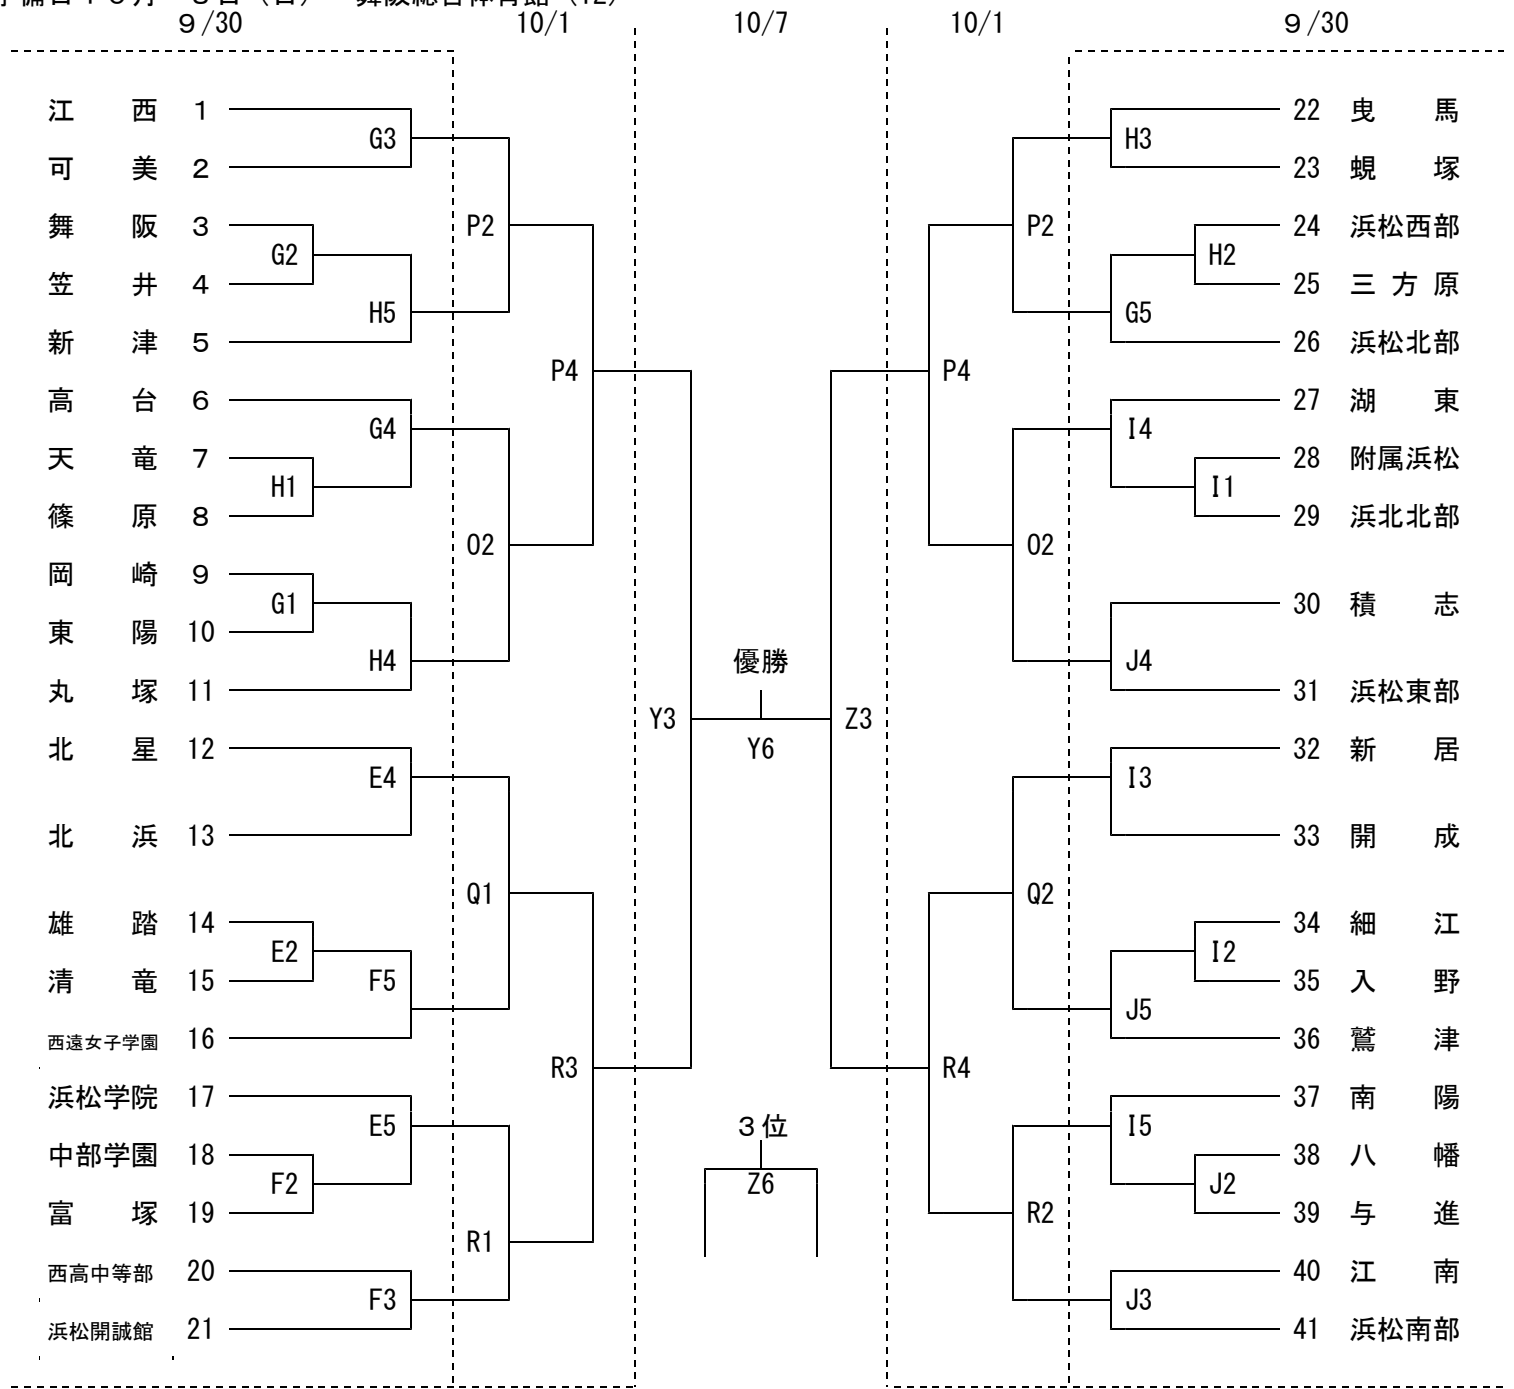 9/30 10/1 10/7 10/1 9/30
江西 1
G3
可美 2
舞阪 3
G2
P2
笠井 4
H5
新津 5
P4
高台 6
G4
天竜 7
H1
篠原 8
O2
岡崎 9
G1
東陽 10
H4
丸塚 11
Y3
北星 12
E4
北浜 13
Q1
雄踏 14
E2
清竜 15
F5
西遠女子学園 16
R3
浜松学院 17
E5
中部学園 18
F2
富塚 19
R1
西高中等部 20
F3
浜松開誠館 21
優勝
Y6
3位
Z6
22 曳馬
H3
23 蜆塚
24 浜松西部
P2
H2
25 三方原
G5
26 浜松北部
P4
27 湖東
I4
28 附属浜松
I1
29 浜北北部
O2
30 積志
J4
31 浜松東部
Z3
32 新居
I3
33 開成
Q2
34 細江
I2
35 入野
J5
36 鷲津
R4
37 南陽
I5
38 八幡
J2
39 与進
R2
40 江南
J3
41 浜松南部